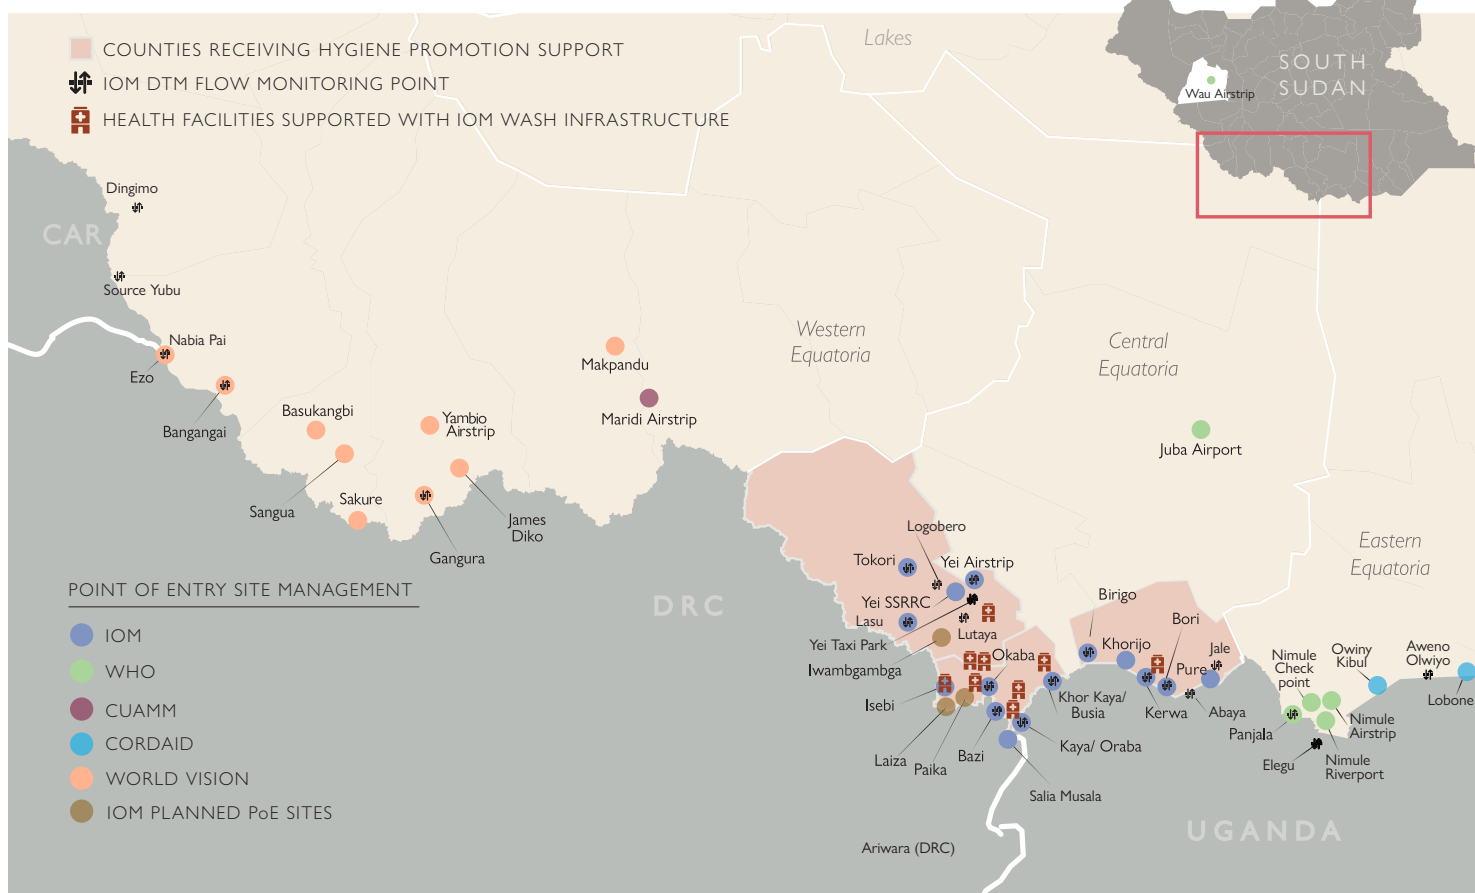 COUNTIES RECEIVING HYGIENE PROMOTION SUPPORT
IOM DTM FLOW MONITORING POINT
HEALTH FACILITIES SUPPORTED WITH IOM WASH INFRASTRUCTURE
Lakes
SOUTH
SUDAN
Wau Airstrip
Dingimo
CAR
Source Yubu
Nabia Pai
Ezo
Bangangai
Basukangbi
Sangua
Sakure
Yambio
Airstrip
Gangura
James
Diko
Makpandu
Maridi Airstrip
Western
Equatoria
Central
Equatoria
Juba Airport
Eastern
Equatoria
DRC
Logobero
Tokori
Yei Airstrip
Yei SSRRC
Lasu
Yei Taxi Park
Lutaya
Iwambgambga
Okaba
Isebi
Laiza
Paika
Bazi
Khor Kaya/
Busia
Kaya/ Oraba
Salia Musala
Ariwara (DRC)
Birigo
Khorijo
Bori
Pure
Jale
Kerwa
Abaya
Nimule
Check
point
Owiny
Kibul
Aweno
Olwiyo
Lobone
Panjala
Nimule
Airstrip
Elegu
Nimule
Riverport
UGANDA
POINT OF ENTRY SITE MANAGEMENT
IOM
WHO
CUAMM
CORDAID
WORLD VISION
IOM PLANNED PoE SITES